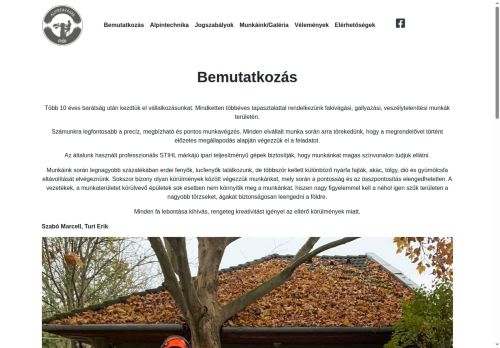 Bemutatkozás Alpintechnika Jogszabályok Munkáink/Galéria Vélemények Elérhetőségek
Bemutatkozás
Több 10 éves barátság után kezdtük el vállalkozásunkat. Mindketten többéves tapasztalattal rendelkezünk fakivágási, gallyazási, veszélytelenítési munkák
területén.
Számunkra legfontosabb a precíz, megbízható és pontos munkavégzés. Minden elvállalt munka során arra törekedünk, hogy a megrendelővel történt
előzetes megállapodás alapján végezzük el a feladatot.
Az általunk használt professzionális STIHL márkájú ipari teljesítményű gépek biztosítják, hogy munkánkat magas színvonalon tudjuk ellátni.
Munkáink során legnagyobb százalékában erdei fenyők, lucfenyők találkozunk, de többször kellett különböző nyárfa fajták, akác, tölgy, dió és gyümölcsfa
eltávolítását elvégeznünk. Sokszor bizony olyan körülmények között végezzük munkánkat, mely során a pontosság és az összpontosítás elengedhetetlen. A
vezetékek, a munkaterületet körülvevő épületek sok esetben nem könnyítik meg a munkánkat, hiszen nagy figyelemmel kell a néhol igen szűk területen a
nagyobb törzseket, ágakat biztonságosan leengedni a földre.
Minden fa lebontása kihívás, rengeteg kreativitást igényel az eltérő körülmények miatt.
Szabó Marcell, Turi Erik